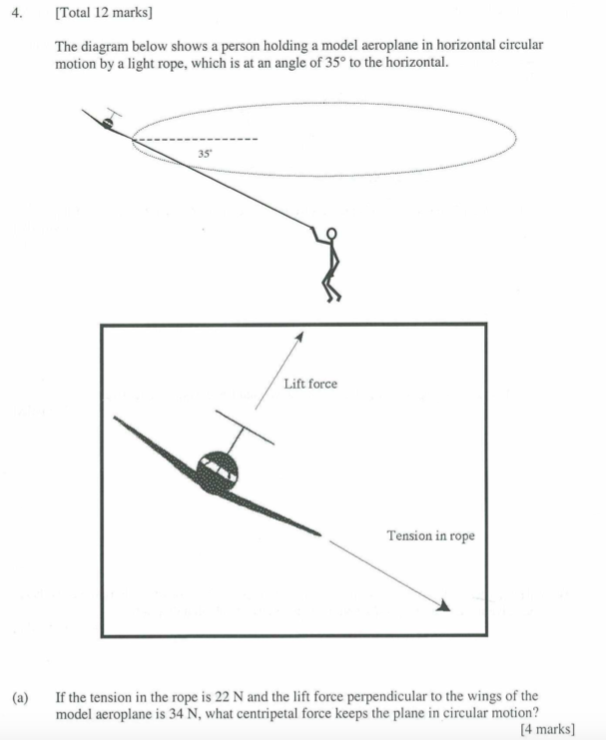 4. [Total 12 marks]
The diagram below shows a person holding a model aeroplane in horizontal circular
motion by a light rope, which is at an angle of 35° to the horizontal.
35°
Lift force
Tension in rope
(a) If the tension in the rope is 22 N and the lift force perpendicular to the wings of the
model aeroplane is 34 N, what centripetal force keeps the plane in circular motion?
[4 marks]